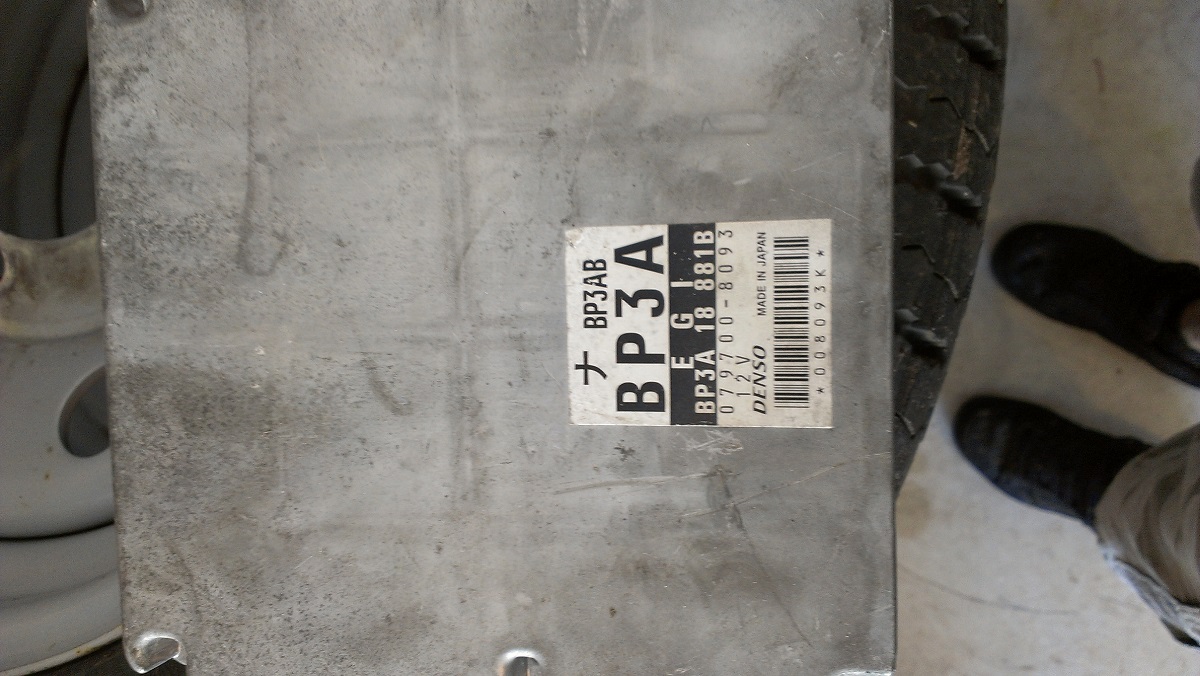 ナ BP3AB
BP3A
E G I
BP3A 18 881B
079700-8093
12V
DENSO MADE IN JAPAN
*008093K*